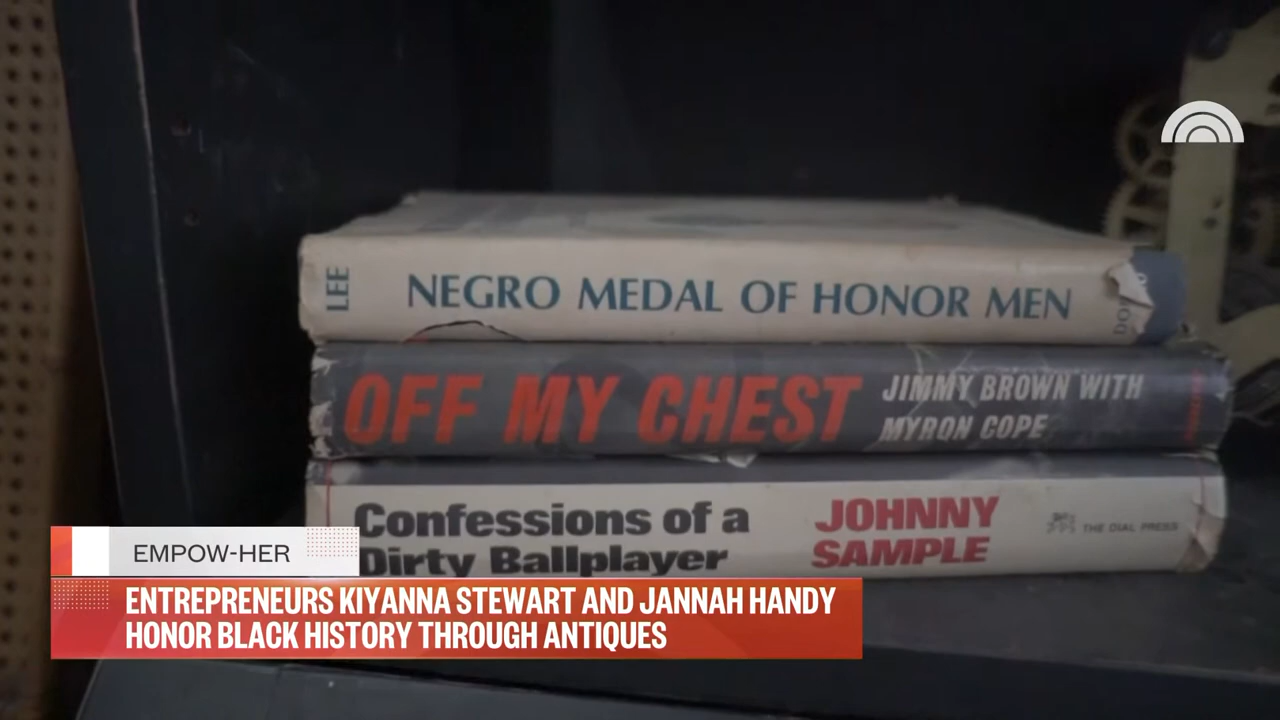 LEE
NEGRO MEDAL OF HONOR MEN
OFF MY CHEST
JIMMY BROWN WITH
MYRON COPE
Confessions of a
Dirty Ballplayer
JOHNNY
SAMPLE
THE DIAL PRESS
EMPOW-HER
ENTREPRENEURS KIYANNA STEWART AND JANNAH HANDY
HONOR BLACK HISTORY THROUGH ANTIQUES